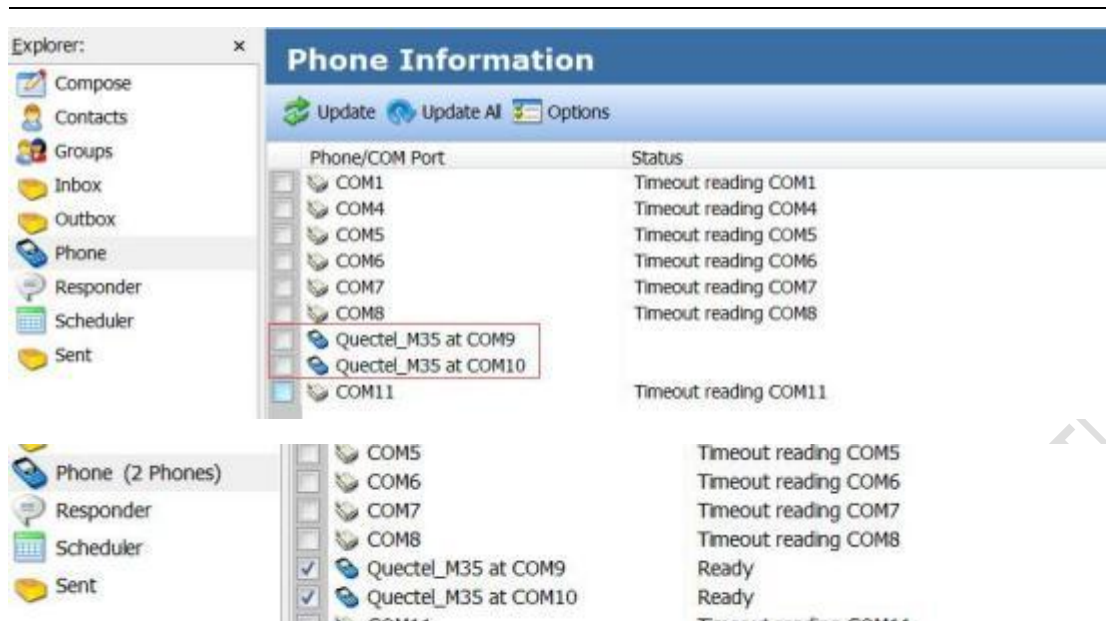 Explorer: x
Compose
Contacts
Groups
Inbox
Outbox
Phone
Responder
Scheduler
Sent
Phone Information
Update Update All Options
Phone/COM Port Status
COM1 Timeout reading COM1
COM4 Timeout reading COM4
COM5 Timeout reading COM5
COM6 Timeout reading COM6
COM7 Timeout reading COM7
COM8 Timeout reading COM8
Quectel_M35 at COM9
Quectel_M35 at COM10
COM11 Timeout reading COM11
Phone (2 Phones)
Responder
Scheduler
Sent
COM5 Timeout reading COM5
COM6 Timeout reading COM6
COM7 Timeout reading COM7
COM8 Timeout reading COM8
Quectel_M35 at COM9 Ready
Quectel_M35 at COM10 Ready